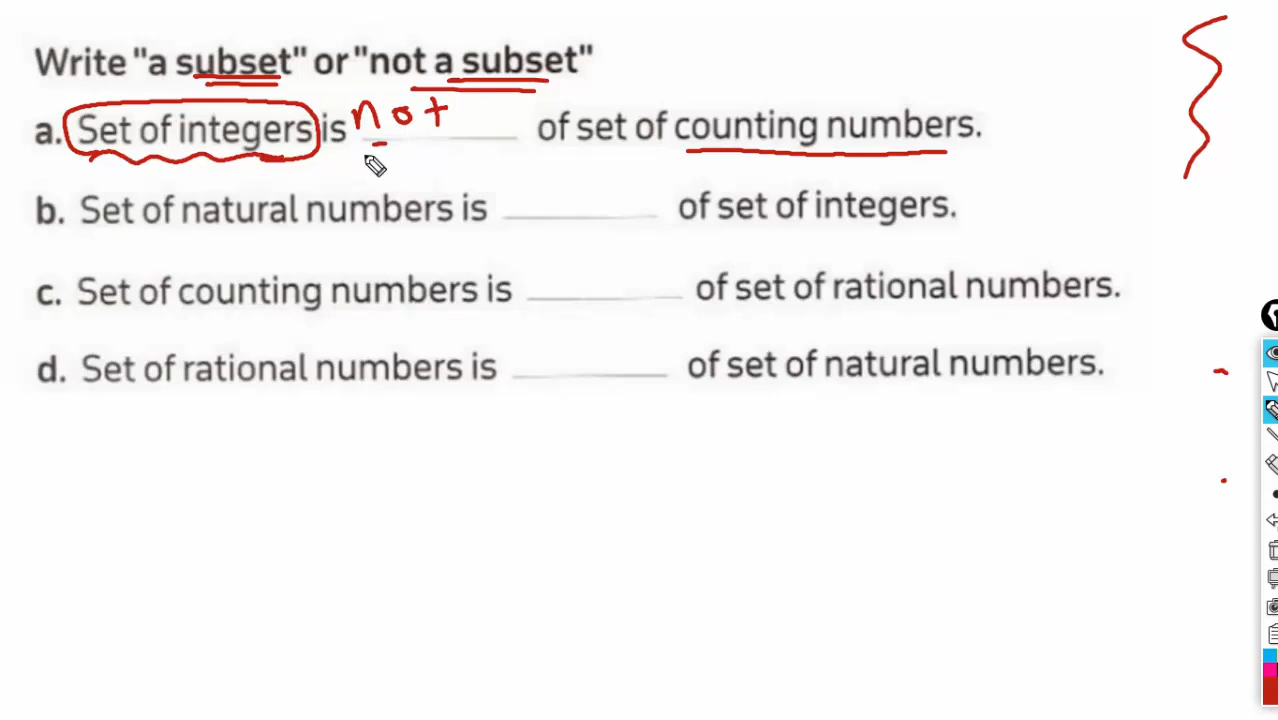 Write "a subset" or "not a subset"
a. Set of integers is not ________ of set of counting numbers.
b. Set of natural numbers is ________ of set of integers.
c. Set of counting numbers is ________ of set of rational numbers.
d. Set of rational numbers is ________ of set of natural numbers.